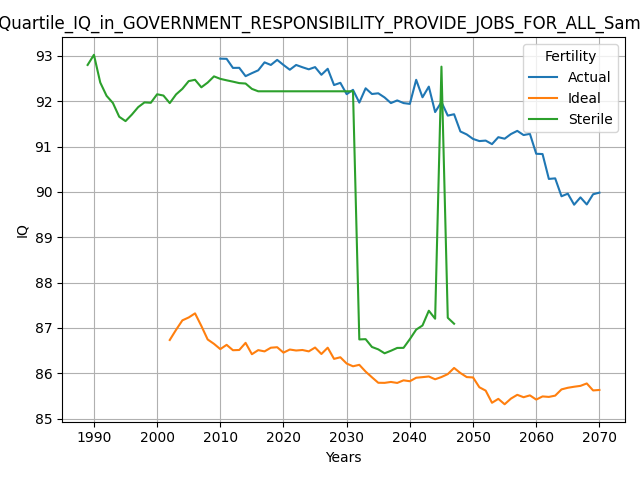 Quartile_IQ_in_GOVERNMENT_RESPONSIBILITY_PROVIDE_JOBS_FOR_ALL_Sam
Fertility
Actual
Ideal
Sterile
93
92
91
90
89
88
87
86
85
IQ
1990 2000 2010 2020 2030 2040 2050 2060 2070
Years